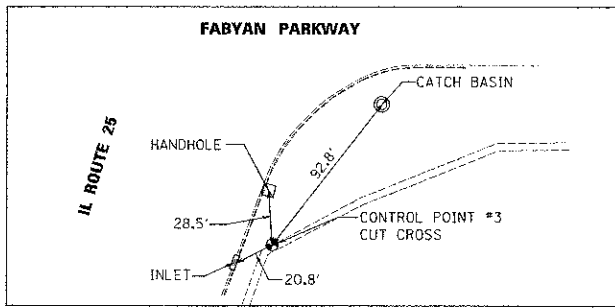 FABYAN PARKWAY
CATCH BASIN
IL ROUTE 25
HANDHOLE
92.8'
28.5'
CONTROL POINT #3
CUT CROSS
INLET
20.8'